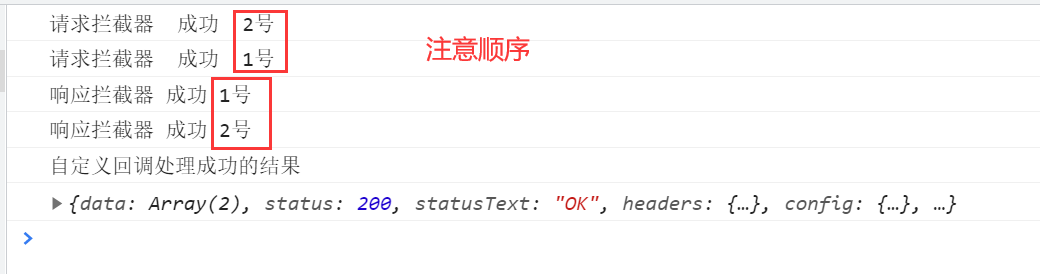 请求拦截器  成功  2号
请求拦截器  成功  1号
注意顺序
响应拦截器 成功 1号
响应拦截器 成功 2号
自定义回调处理成功的结果
▶{data: Array(2), status: 200, statusText: "OK", headers: {…}, config: {…}, …}
>